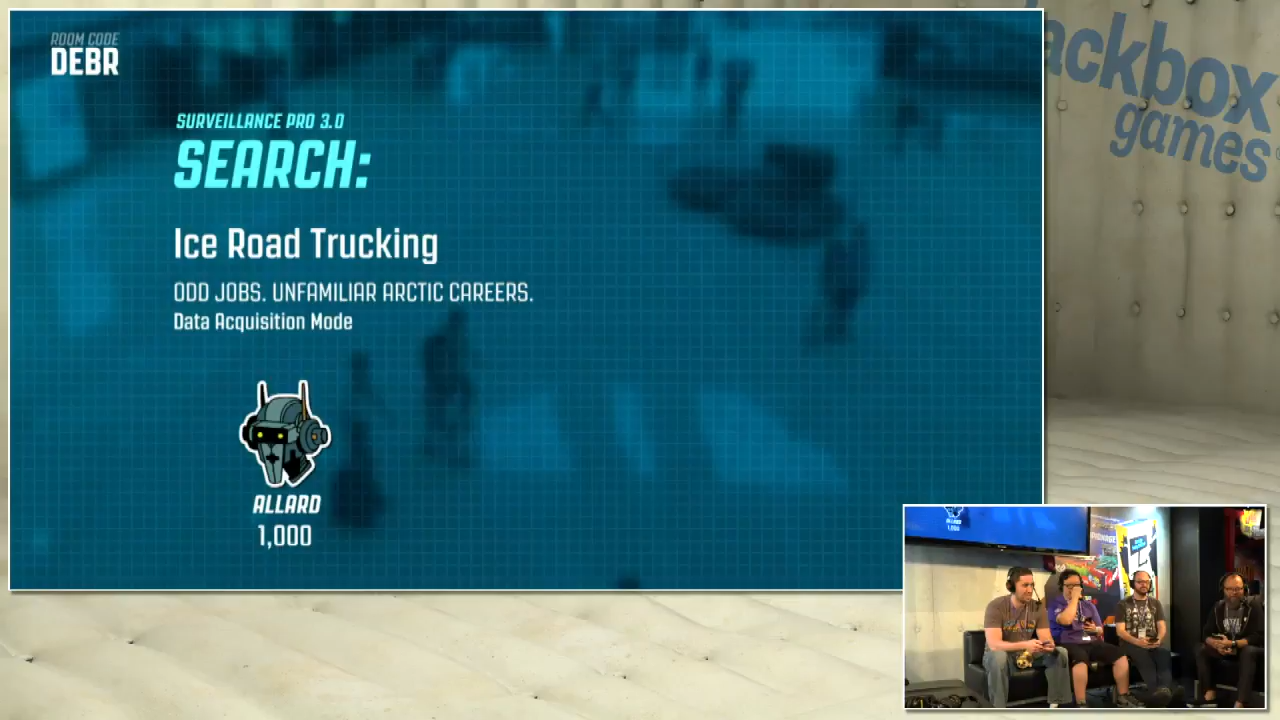 ROOM CODE
DEBR
ackbox
games
SURVEILLANCE PRO 3.0
SEARCH:
Ice Road Trucking
ODD JOBS. UNFAMILIAR ARCTIC CAREERS.
Data Acquisition Mode
ALLARD
1,000